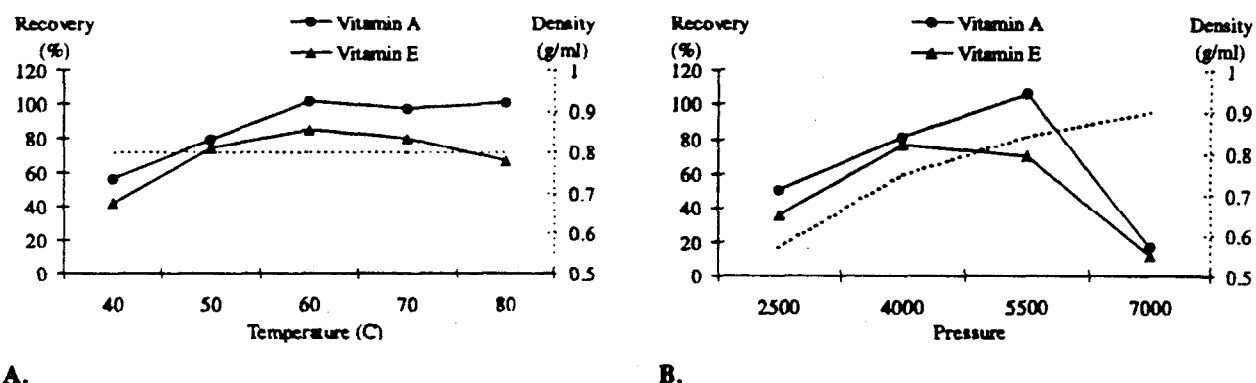 Recovery
(%)
Vitamin A
Vitamin E
Density
(g/ml)
120
100
80
60
40
20
0
1
0.9
0.8
0.7
0.6
0.5
40 50 60 70 80
Temperature (C)
A.
Recovery
(%)
Vitamin A
Vitamin E
Density
(g/ml)
120
100
80
60
40
20
0
1
0.9
0.8
0.7
0.6
0.5
2500 4000 5500 7000
Pressure
B.